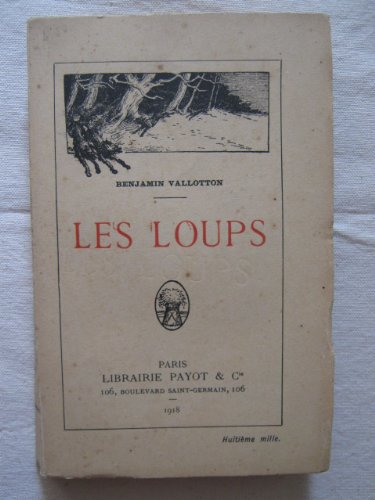 BENJAMIN VALLOTTON
LES LOUPS
PARIS
LIBRAIRIE PAYOT & Cie
106, BOULEVARD SAINT-GERMAIN, 106
1918
Huitième mille.